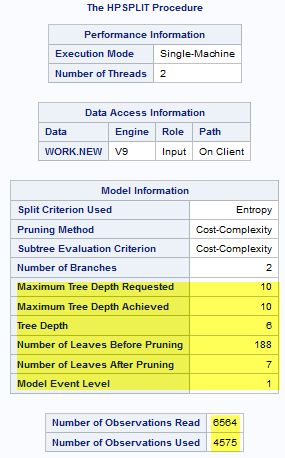 The HPSPLIT Procedure
Performance Information
Execution Mode Single-Machine
Number of Threads 2
Data Access Information
Data Engine Role Path
WORK.NEW V9 Input On Client
Model Information
Split Criterion Used Entropy
Pruning Method Cost-Complexity
Subtree Evaluation Criterion Cost-Complexity
Number of Branches 2
Maximum Tree Depth Requested 10
Maximum Tree Depth Achieved 10
Tree Depth 6
Number of Leaves Before Pruning 188
Number of Leaves After Pruning 7
Model Event Level 1
Number of Observations Read 6564
Number of Observations Used 4575